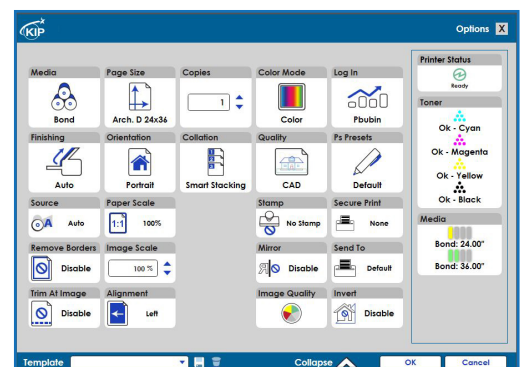 KIP
Options X
Media
Bond
Page Size
Arch. D 24x36
Copies
1
Color Mode
Color
Log In
Pbubin
Finishing
Auto
Orientation
Portrait
Collation
Smart Stacking
Quality
CAD
Ps Presets
Default
Source
A Auto
Paper Scale
1:1 100%
Stamp
No Stamp
Secure Print
None
Remove Borders
Disable
Image Scale
100 %
Mirror
Disable
Send To
Default
Trim At Image
Disable
Alignment
Left
Image Quality
Invert
Disable
Printer Status
Ready
Toner
Ok - Cyan
Ok - Magenta
Ok - Yellow
Ok - Black
Media
Bond: 24.00"
Bond: 36.00"
Template
Collapse
OK
Cancel